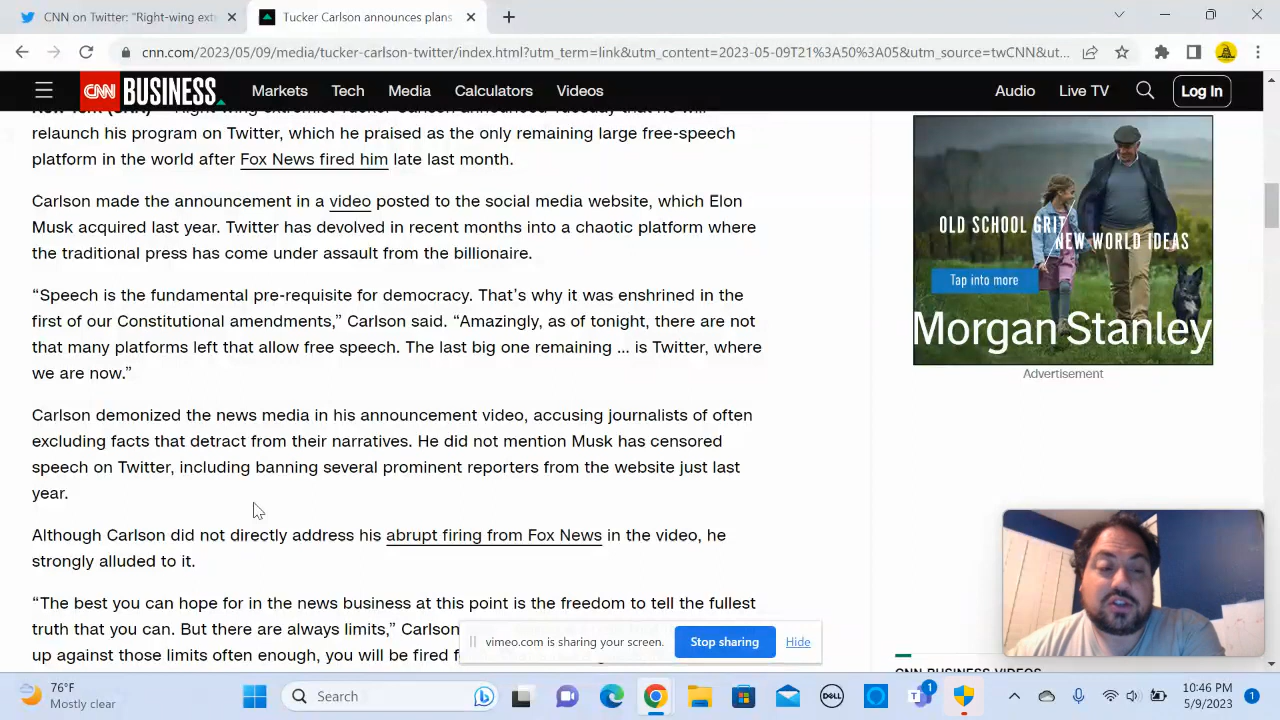 CNN on Twitter: "Right-wing ext
Tucker Carlson announces plans
cnn.com/2023/05/09/media/tucker-carlson-twitter/index.html?utm_term=link&utm_content=2023-05-09T21%3A50%3A05&utm_source=twCNN&ut...
CNN BUSINESS
Markets
Tech
Media
Calculators
Videos
Audio
Live TV
Log In
relaunch his program on Twitter, which he praised as the only remaining large free-speech
platform in the world after Fox News fired him late last month.
Carlson made the announcement in a video posted to the social media website, which Elon
Musk acquired last year. Twitter has devolved in recent months into a chaotic platform where
the traditional press has come under assault from the billionaire.
“Speech is the fundamental pre-requisite for democracy. That’s why it was enshrined in the
first of our Constitutional amendments,” Carlson said. “Amazingly, as of tonight, there are not
that many platforms left that allow free speech. The last big one remaining … is Twitter, where
we are now.”
Carlson demonized the news media in his announcement video, accusing journalists of often
excluding facts that detract from their narratives. He did not mention Musk has censored
speech on Twitter, including banning several prominent reporters from the website just last
year.
Although Carlson did not directly address his abrupt firing from Fox News in the video, he
strongly alluded to it.
“The best you can hope for in the news business at this point is the freedom to tell the fullest
truth that you can. But there are always limits,” Carlson
up against those limits often enough, you will be fired f
OLD SCHOOL GRIT
NEW WORLD IDEAS
Tap into more
Morgan Stanley
Advertisement
CNN BUSINESS VIDEOS
vimeo.com is sharing your screen.
Stop sharing
Hide
76°F
Mostly clear
Search
DELL
1
10:46 PM
5/9/2023
1